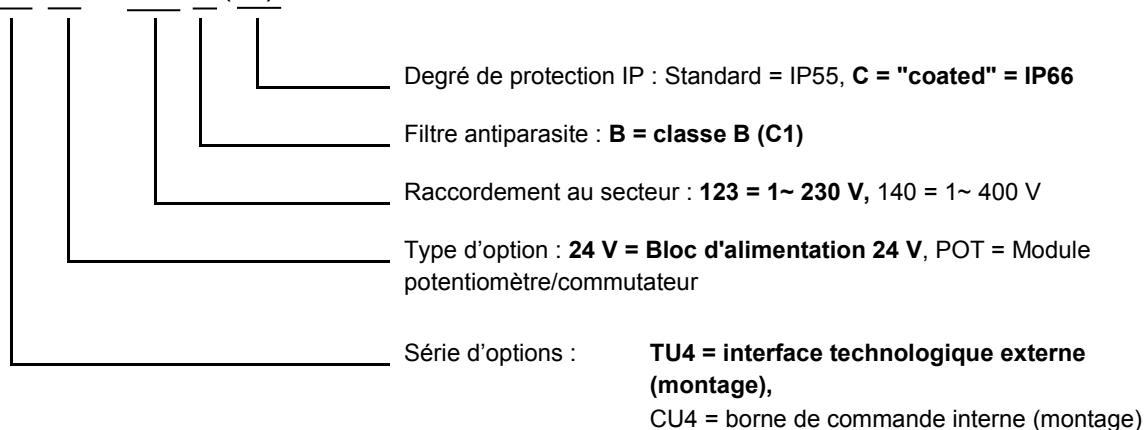 Degré de protection IP : Standard = IP55, C = "coated" = IP66
Filtre antiparasite : B = classe B (C1)
Raccordement au secteur : 123 = 1~ 230 V, 140 = 1~ 400 V
Type d’option : 24 V = Bloc d'alimentation 24 V, POT = Module
potentiomètre/commutateur
Série d’options : TU4 = interface technologique externe
(montage),
CU4 = borne de commande interne (montage)